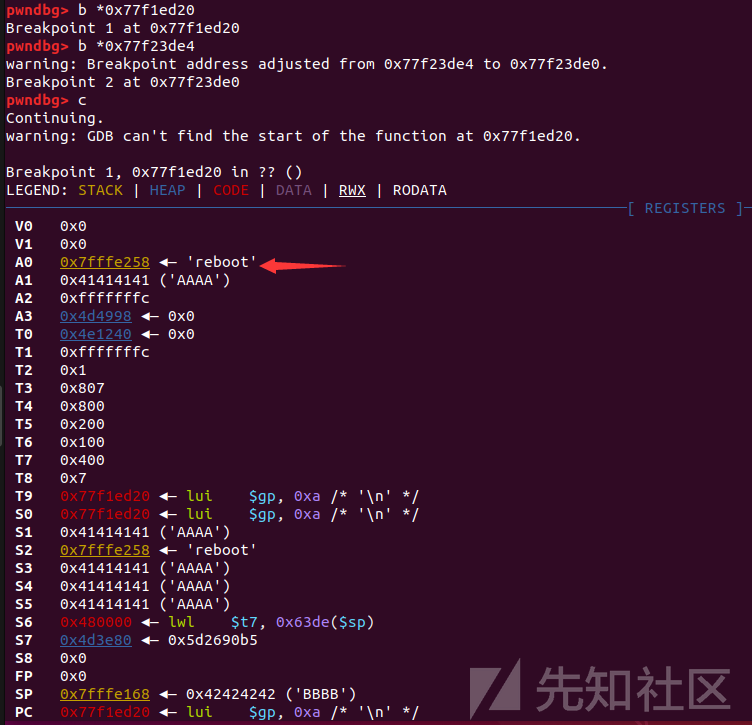 pwndbg> b *0x77f1ed20
Breakpoint 1 at 0x77f1ed20
pwndbg> b *0x77f23de4
warning: Breakpoint address adjusted from 0x77f23de4 to 0x77f23de0.
Breakpoint 2 at 0x77f23de0
pwndbg> c
Continuing.
warning: GDB can't find the start of the function at 0x77f1ed20.
Breakpoint 1, 0x77f1ed20 in ?? ()
LEGEND: STACK | HEAP | CODE | DATA | RWX | RODATA
[ REGISTERS ]
V0 0x0
V1 0x0
A0 0x7fffe258 ◂— 'reboot'
A1 0x41414141 ('AAAA')
A2 0xfffffffc
A3 0x4d4998 ◂— 0x0
T0 0x4e1240 ◂— 0x0
T1 0xfffffffc
T2 0x1
T3 0x807
T4 0x800
T5 0x200
T6 0x100
T7 0x400
T8 0x7
T9 0x77f1ed20 ◂— lui $gp, 0xa /* '\n' */
S0 0x77f1ed20 ◂— lui $gp, 0xa /* '\n' */
S1 0x41414141 ('AAAA')
S2 0x7fffe258 ◂— 'reboot'
S3 0x41414141 ('AAAA')
S4 0x41414141 ('AAAA')
S5 0x41414141 ('AAAA')
S6 0x480000 ◂— lwl $t7, 0x63de($sp)
S7 0x4d3e80 ◂— 0x5d2690b5
S8 0x0
FP 0x0
SP 0x7fffe168 ◂— 0x42424242 ('BBBB')
PC 0x77f1ed20 ◂— lui $gp, 0xa /* '\n' */
先知社区